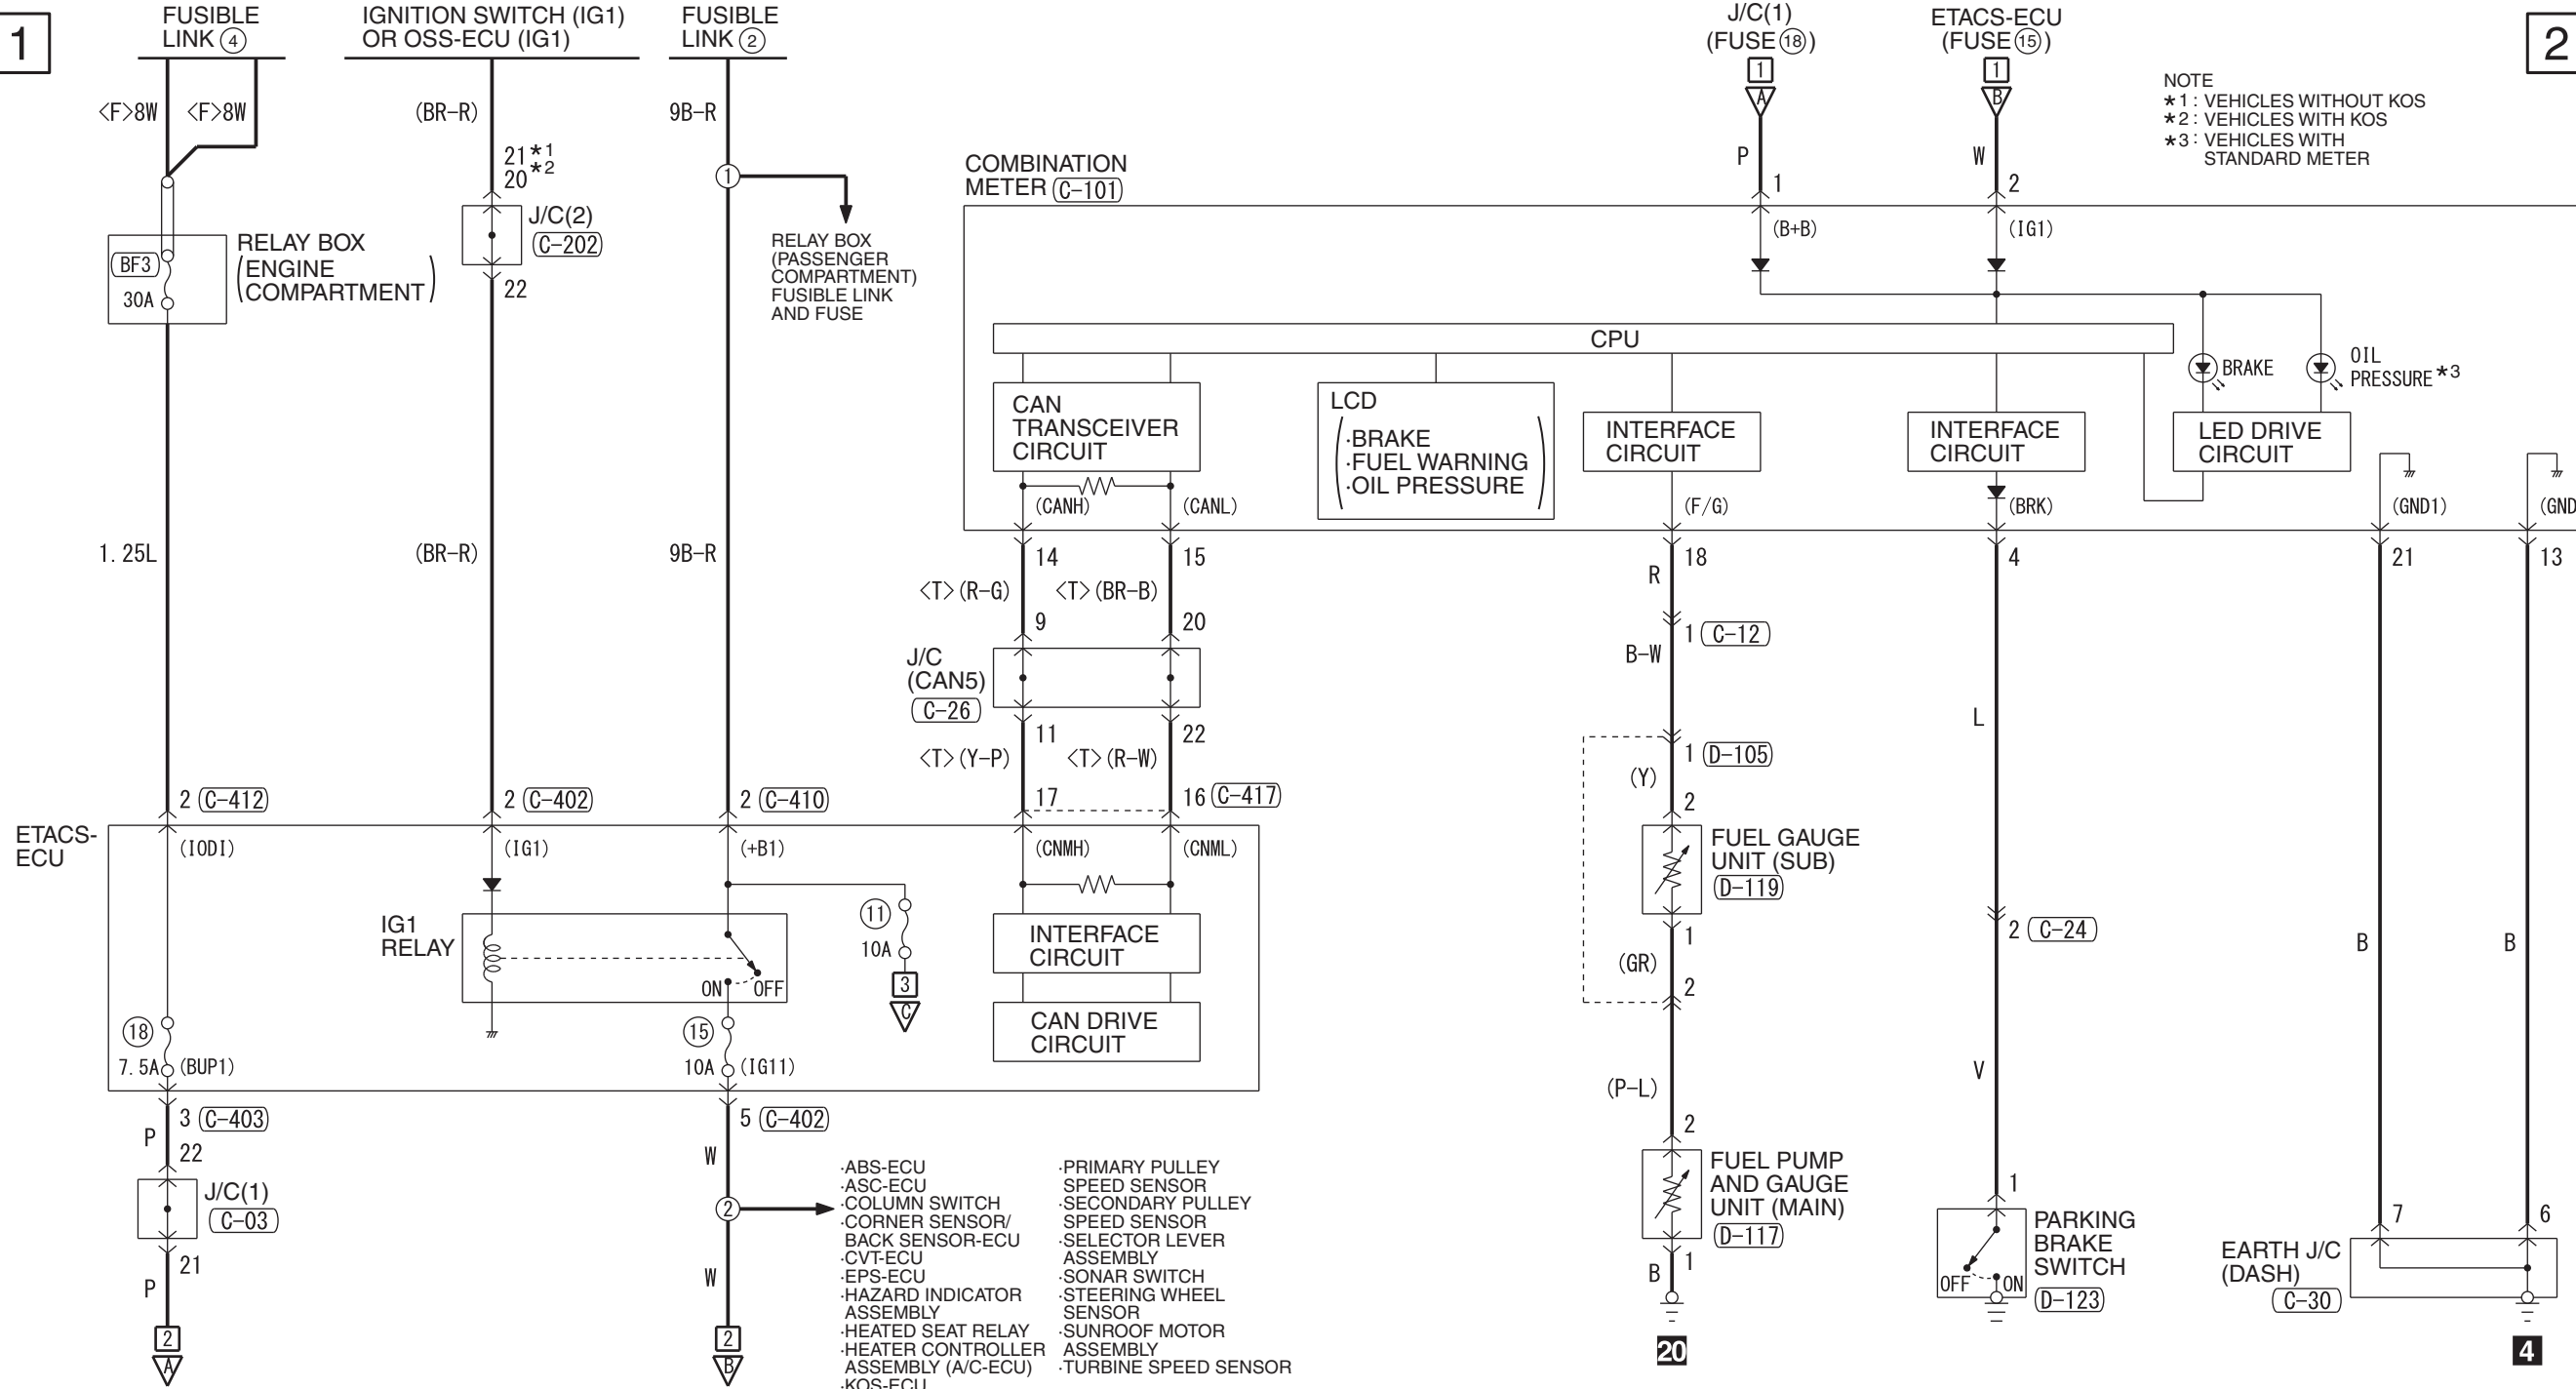 1
FUSIBLE
LINK ④
IGNITION SWITCH (IG1)
OR OSS-ECU (IG1)
FUSIBLE
LINK ②
J/C(1)
(FUSE⑱)
ETACS-ECU
(FUSE⑮)
2
1
A
1
B
NOTE
*1 : VEHICLES WITHOUT KOS
*2 : VEHICLES WITH KOS
*3 : VEHICLES WITH
STANDARD METER
<F>8W
<F>8W
(BR-R)
9B-R
P
W
21*1
20*2
1
COMBINATION
METER C-101
1
2
J/C(2)
C-202
22
RELAY BOX
(PASSENGER
COMPARTMENT)
FUSIBLE LINK
AND FUSE
(B+B)
(IG1)
BF3
30A
RELAY BOX
(ENGINE
COMPARTMENT)
CPU
BRAKE
OIL
PRESSURE*3
CAN
TRANSCEIVER
CIRCUIT
LCD
·BRAKE
·FUEL WARNING
·OIL PRESSURE
INTERFACE
CIRCUIT
INTERFACE
CIRCUIT
LED DRIVE
CIRCUIT
(CANH)
(CANL)
(F/G)
(BRK)
(GND1)
(GND
1.25L
(BR-R)
9B-R
14
15
18
4
21
13
<T>(R-G)
<T>(BR-B)
R
9
20
1 C-12
J/C
(CAN5)
C-26
B-W
L
11
22
<T>(Y-P)
<T>(R-W)
1 D-105
(Y)
2 C-412
2 C-402
2 C-410
17
16 C-417
2
ETACS-
ECU
(IODI)
(IG1)
(+B1)
(CNMH)
(CNML)
FUEL GAUGE
UNIT (SUB)
D-119
IG1
RELAY
11
10A
3
C
ON
OFF
INTERFACE
CIRCUIT
CAN DRIVE
CIRCUIT
1
(GR)
2
2 C-24
B
B
18
7.5A
(BUP1)
15
10A
(IG11)
(P-L)
V
3 C-403
5 C-402
P
22
W
2
J/C(1)
C-03
2
FUEL PUMP
AND GAUGE
UNIT (MAIN)
D-117
1
PARKING
BRAKE
SWITCH
D-123
OFF
ON
7
6
EARTH J/C
(DASH)
C-30
21
P
W
B
1
·ABS-ECU
·ASC-ECU
·COLUMN SWITCH
·CORNER SENSOR/
BACK SENSOR-ECU
·CVT-ECU
·EPS-ECU
·HAZARD INDICATOR
ASSEMBLY
·HEATED SEAT RELAY
·HEATER CONTROLLER
ASSEMBLY (A/C-ECU)
·KOS-ECU
·PRIMARY PULLEY
SPEED SENSOR
·SECONDARY PULLEY
SPEED SENSOR
·SELECTOR LEVER
ASSEMBLY
·SONAR SWITCH
·STEERING WHEEL
SENSOR
·SUNROOF MOTOR
ASSEMBLY
·TURBINE SPEED SENSOR
2
A
2
B
20
4